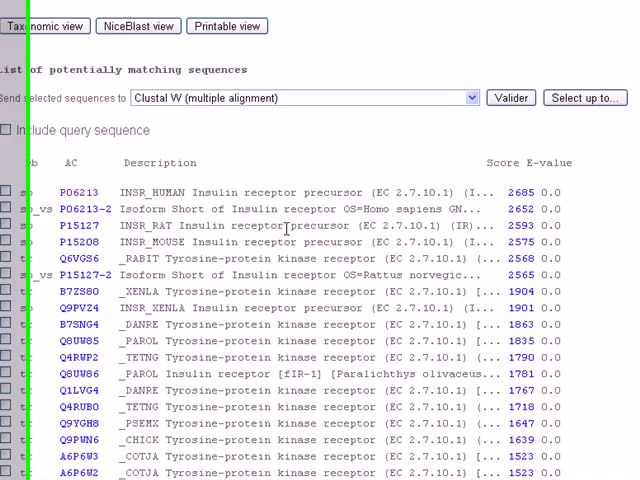 Taxonomic view NiceBlast view Printable view
List of potentially matching sequences
Send selected sequences to Clustal W (multiple alignment) Valider Select up to...
Include query sequence
Db AC Description Score E-value
sp P06213 INSR_HUMAN Insulin receptor precursor (EC 2.7.10.1) (I... 2685 0.0
sp_vs P06213-2 Isoform Short of Insulin receptor OS=Homo sapiens GN... 2652 0.0
sp P15127 INSR_RAT Insulin receptor precursor (EC 2.7.10.1) (IR)... 2593 0.0
sp P15208 INSR_MOUSE Insulin receptor precursor (EC 2.7.10.1) (I... 2575 0.0
tr Q6VGS6 _RABIT Tyrosine-protein kinase receptor (EC 2.7.10.1) ... 2568 0.0
sp_vs P15127-2 Isoform Short of Insulin receptor OS=Rattus norvegic... 2565 0.0
tr B7ZS80 _XENLA Tyrosine-protein kinase receptor (EC 2.7.10.1) [... 1904 0.0
sp Q9PVZ4 INSR_XENLA Insulin receptor precursor (EC 2.7.10.1) (I... 1901 0.0
tr B7SNG4 _DANRE Tyrosine-protein kinase receptor (EC 2.7.10.1) [... 1863 0.0
tr Q8UW85 _PAROL Tyrosine-protein kinase receptor (EC 2.7.10.1) [... 1835 0.0
tr Q4RWP2 _TETNG Tyrosine-protein kinase receptor (EC 2.7.10.1) (... 1790 0.0
tr Q8UW86 _PAROL Insulin receptor [fIR-1] [Paralichthys olivaceus... 1781 0.0
tr Q1LVG4 _DANRE Tyrosine-protein kinase receptor (EC 2.7.10.1) [... 1767 0.0
tr Q4RUB0 _TETNG Tyrosine-protein kinase receptor (EC 2.7.10.1) (... 1718 0.0
tr Q9YGH8 _PSEMX Tyrosine-protein kinase receptor (EC 2.7.10.1) (... 1647 0.0
tr Q9PWN6 _CHICK Tyrosine-protein kinase receptor (EC 2.7.10.1) (... 1639 0.0
tr A6P6W3 _COTJA Tyrosine-protein kinase receptor (EC 2.7.10.1) [... 1523 0.0
tr A6P6W2 _COTJA Tyrosine-protein kinase receptor (EC 2.7.10.1) [... 1523 0.0